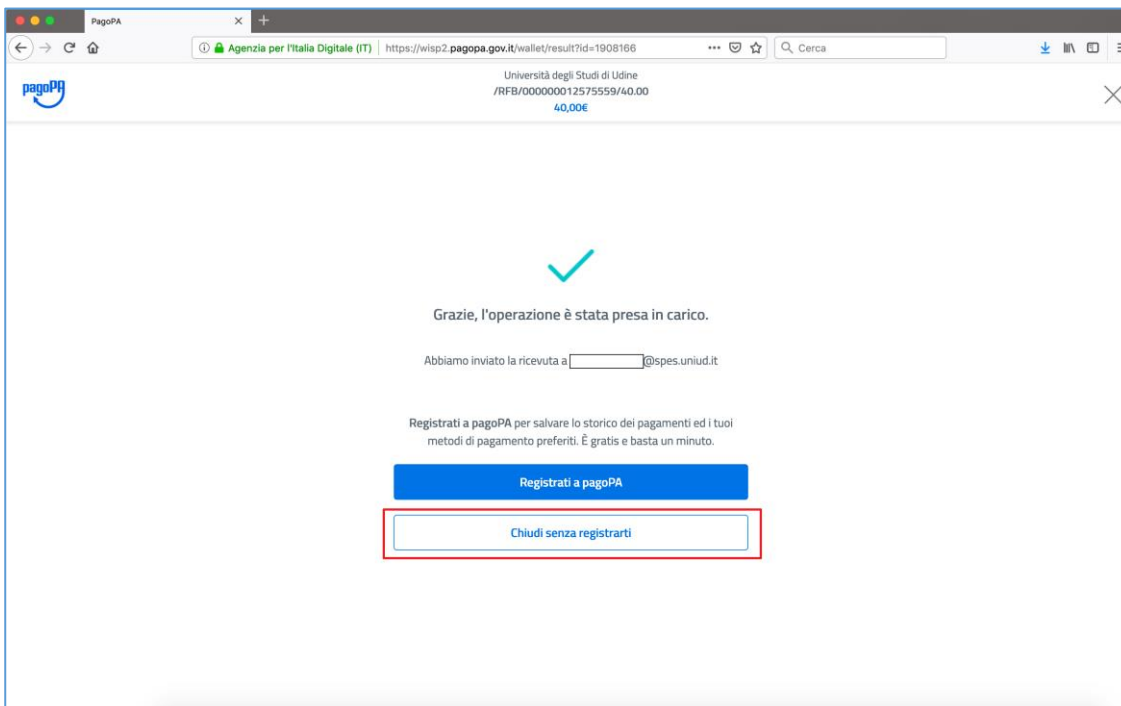 PagoPA
Agenzia per l'Italia Digitale (IT) https://wisp2.pagopa.gov.it/wallet/result?id=1908166 Cerca
pagoPA
Università degli Studi di Udine
/RFB/000000012575559/40.00
40,00€
Grazie, l'operazione è stata presa in carico.
Abbiamo inviato la ricevuta a @spes.uniud.it
Registrati a pagoPA per salvare lo storico dei pagamenti ed i tuoi
metodi di pagamento preferiti. È gratis e basta un minuto.
Registrati a pagoPA
Chiudi senza registrarti